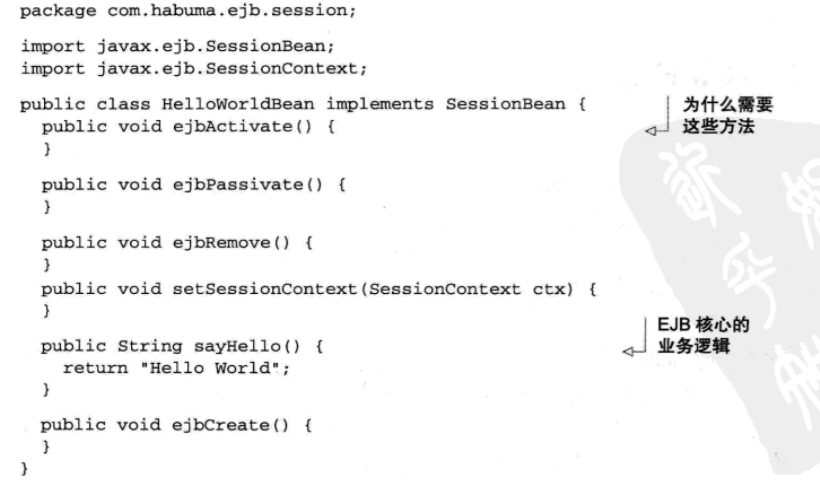 package com.habuma.ejb.session;
import javax.ejb.SessionBean;
import javax.ejb.SessionContext;
public class HelloWorldBean implements SessionBean {
为什么需要
这些方法
public void ejbActivate() {
}
public void ejbPassivate() {
}
public void ejbRemove() {
}
public void setSessionContext(SessionContext ctx) {
}
EJB 核心的
业务逻辑
public String sayHello() {
return "Hello World";
}
public void ejbCreate() {
}
}